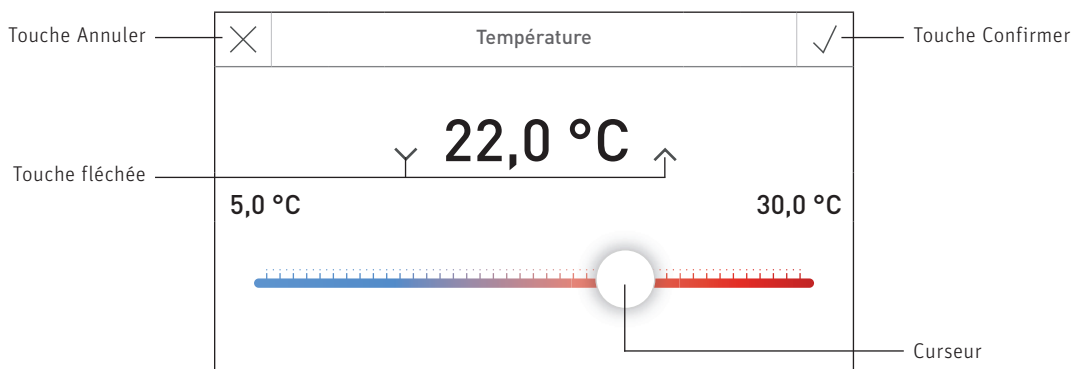 Touche Annuler
Température
Touche Confirmer
22,0 °C
Touche fléchée
5,0 °C
30,0 °C
Curseur